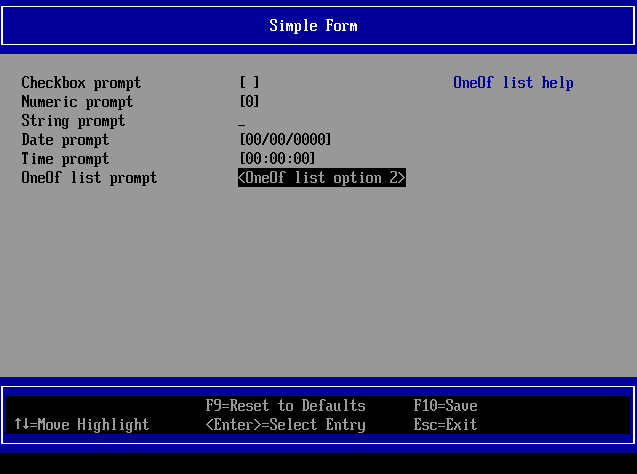 Simple Form
Checkbox prompt [ ] OneOf list help
Numeric prompt [0]
String prompt _
Date prompt [00/00/0000]
Time prompt [00:00:00]
OneOf list prompt <OneOf list option 2>
F9=Reset to Defaults F10=Save
↑↓=Move Highlight <Enter>=Select Entry Esc=Exit